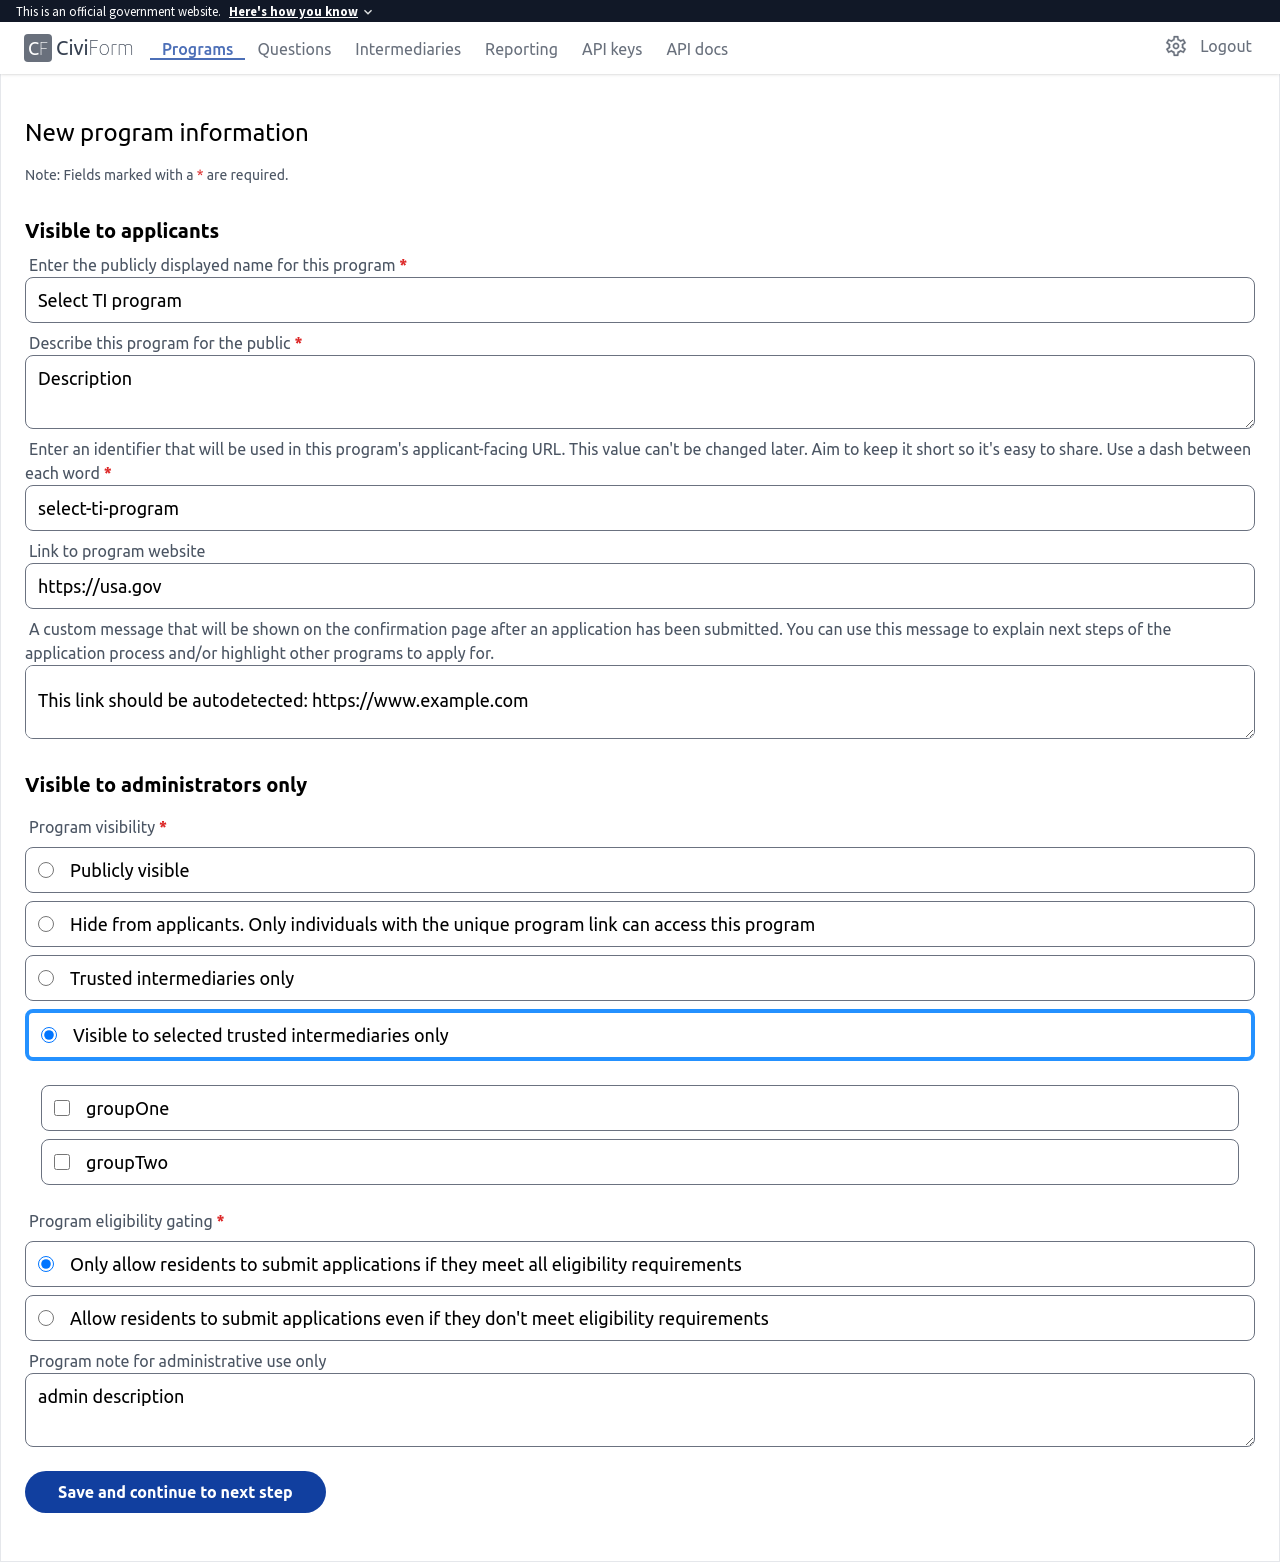 This is an official government website. Here's how you know
CF CiviForm Programs Questions Intermediaries Reporting API keys API docs Logout
New program information
Note: Fields marked with a * are required.
Visible to applicants
Enter the publicly displayed name for this program *
Select TI program
Describe this program for the public *
Description
Enter an identifier that will be used in this program's applicant-facing URL. This value can't be changed later. Aim to keep it short so it's easy to share. Use a dash between
each word *
select-ti-program
Link to program website
https://usa.gov
A custom message that will be shown on the confirmation page after an application has been submitted. You can use this message to explain next steps of the
application process and/or highlight other programs to apply for.
This link should be autodetected: https://www.example.com
Visible to administrators only
Program visibility *
Publicly visible
Hide from applicants. Only individuals with the unique program link can access this program
Trusted intermediaries only
Visible to selected trusted intermediaries only
groupOne
groupTwo
Program eligibility gating *
Only allow residents to submit applications if they meet all eligibility requirements
Allow residents to submit applications even if they don't meet eligibility requirements
Program note for administrative use only
admin description
Save and continue to next step